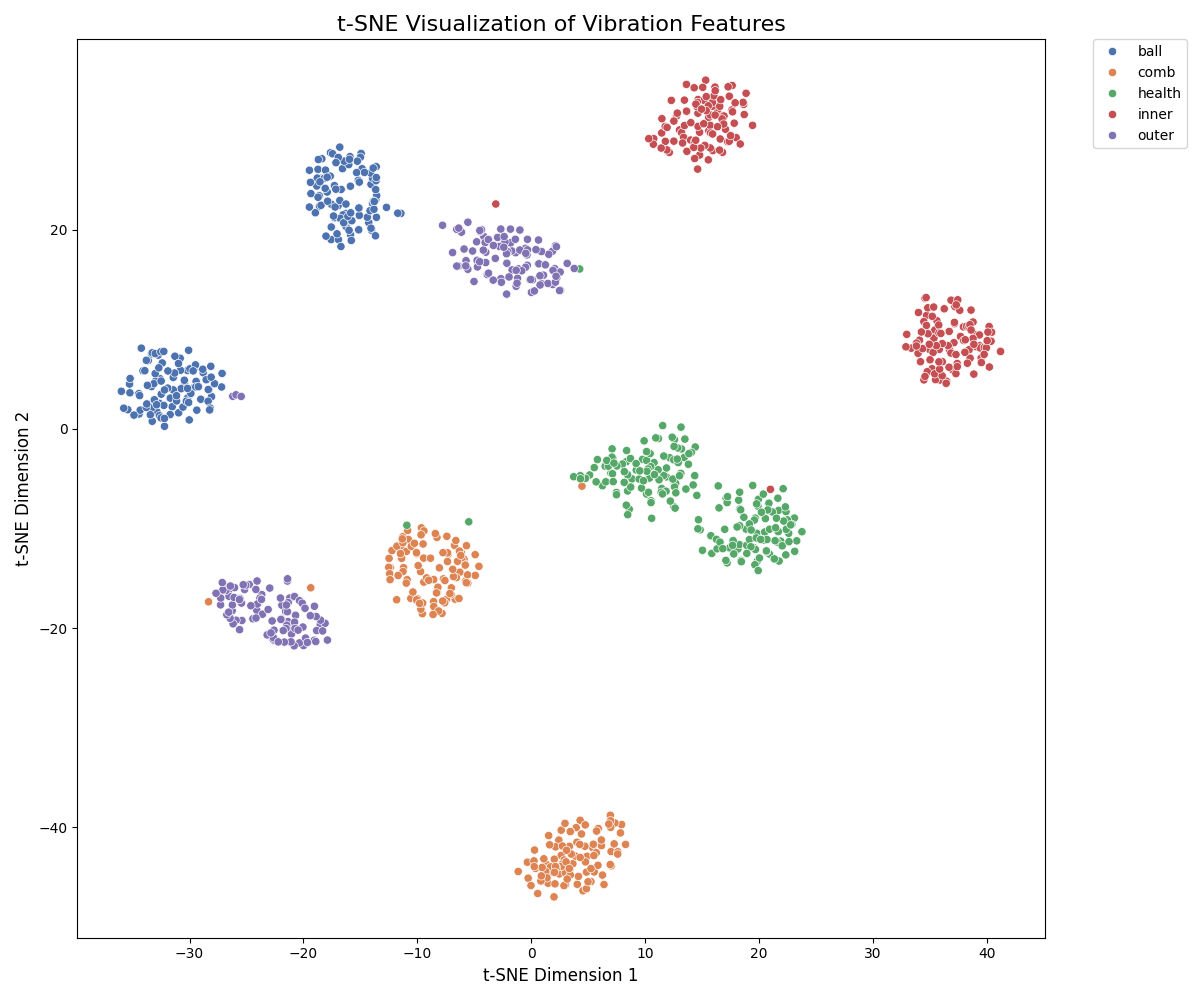 t-SNE Visualization of Vibration Features
ball
comb
health
inner
outer
20
0
−20
−40
t-SNE Dimension 2
−30
−20
−10
0
10
20
30
40
t-SNE Dimension 1